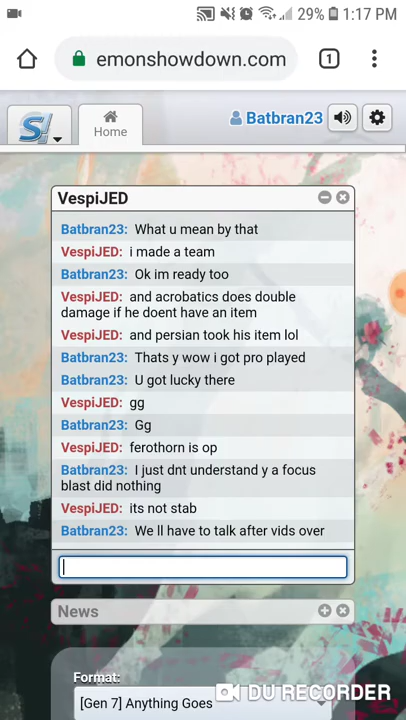 29% 1:17 PM
emonshowdown.com
1
S!
Home
Batbran23
VespiJED
Batbran23: What u mean by that
VespiJED: i made a team
Batbran23: Ok im ready too
VespiJED: and acrobatics does double
damage if he doent have an item
VespiJED: and persian took his item lol
Batbran23: Thats y wow i got pro played
Batbran23: U got lucky there
VespiJED: gg
Batbran23: Gg
VespiJED: ferothorn is op
Batbran23: I just dnt understand y a focus
blast did nothing
VespiJED: its not stab
Batbran23: We ll have to talk after vids over
News
Format:
[Gen 7] Anything Goes
DU RECORDER